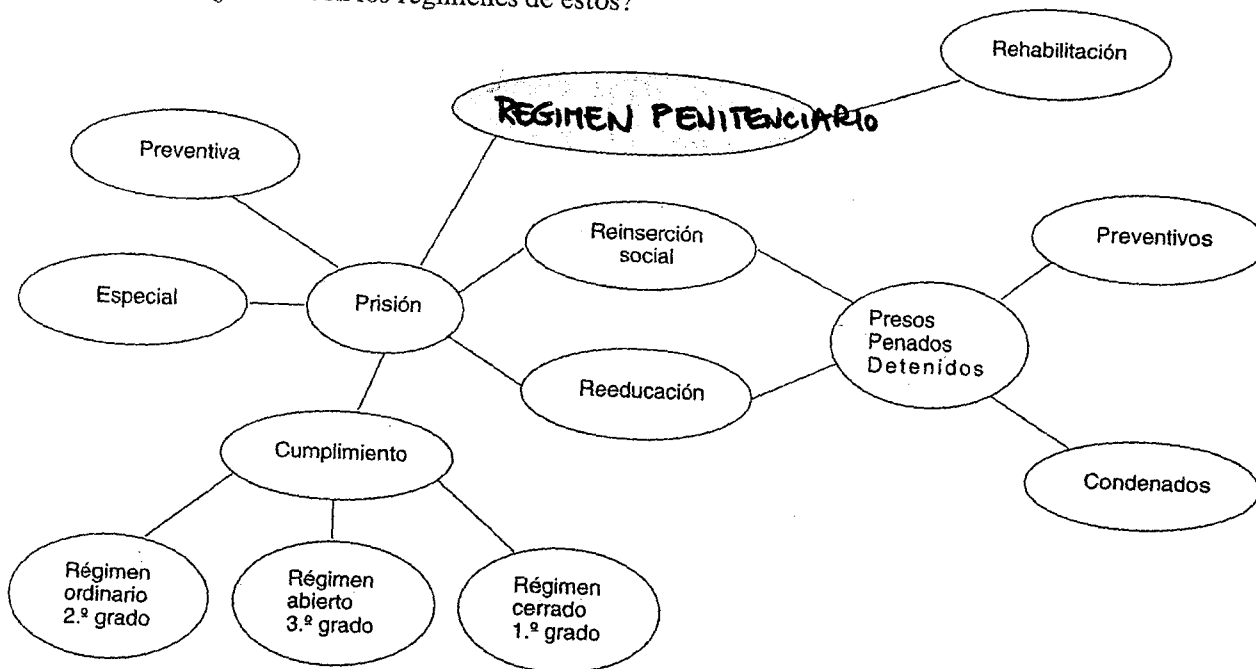 los regímenes de estos?
Rehabilitación
REGIMEN PENITENCIARIO
Preventiva
Reinserción
social
Preventivos
Especial
Prisión
Presos
Penados
Detenidos
Reeducación
Cumplimiento
Condenados
Régimen
ordinario
2.º grado
Régimen
abierto
3.º grado
Régimen
cerrado
1.º grado